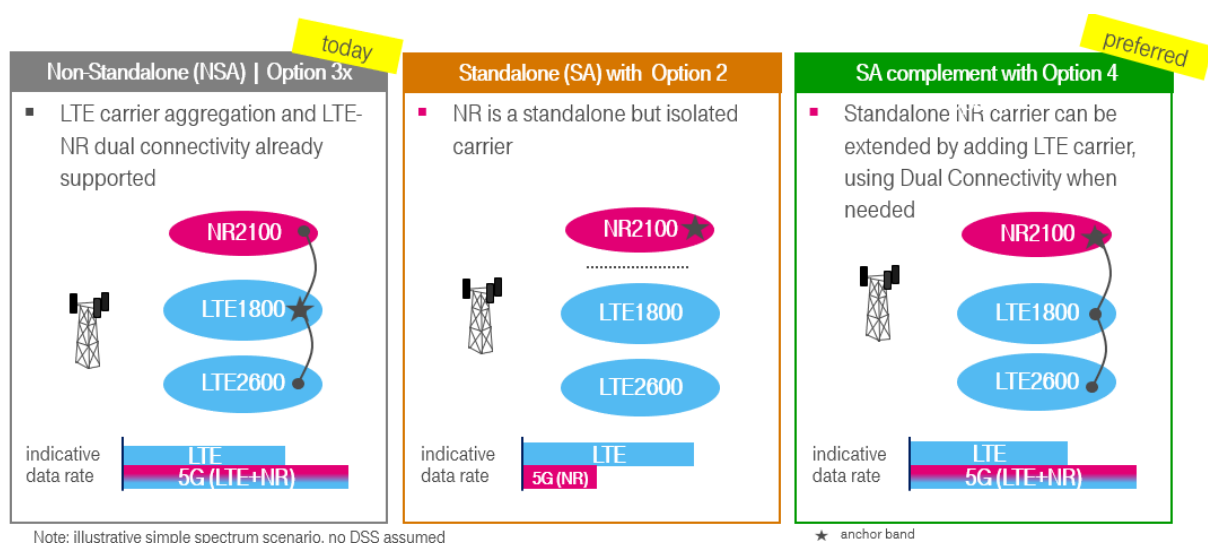 today
preferred
Non-Standalone (NSA) | Option 3x
▪ LTE carrier aggregation and LTE-
NR dual connectivity already
supported
NR2100
LTE1800
LTE2600
indicative
data rate
LTE
5G (LTE+NR)
Standalone (SA) with Option 2
▪ NR is a standalone but isolated
carrier
NR2100
LTE1800
LTE2600
indicative
data rate
LTE
5G (NR)
SA complement with Option 4
▪ Standalone NR carrier can be
extended by adding LTE carrier,
using Dual Connectivity when
needed
NR2100
LTE1800
LTE2600
indicative
data rate
LTE
5G (LTE+NR)
Note: illustrative simple spectrum scenario, no DSS assumed
★ anchor band